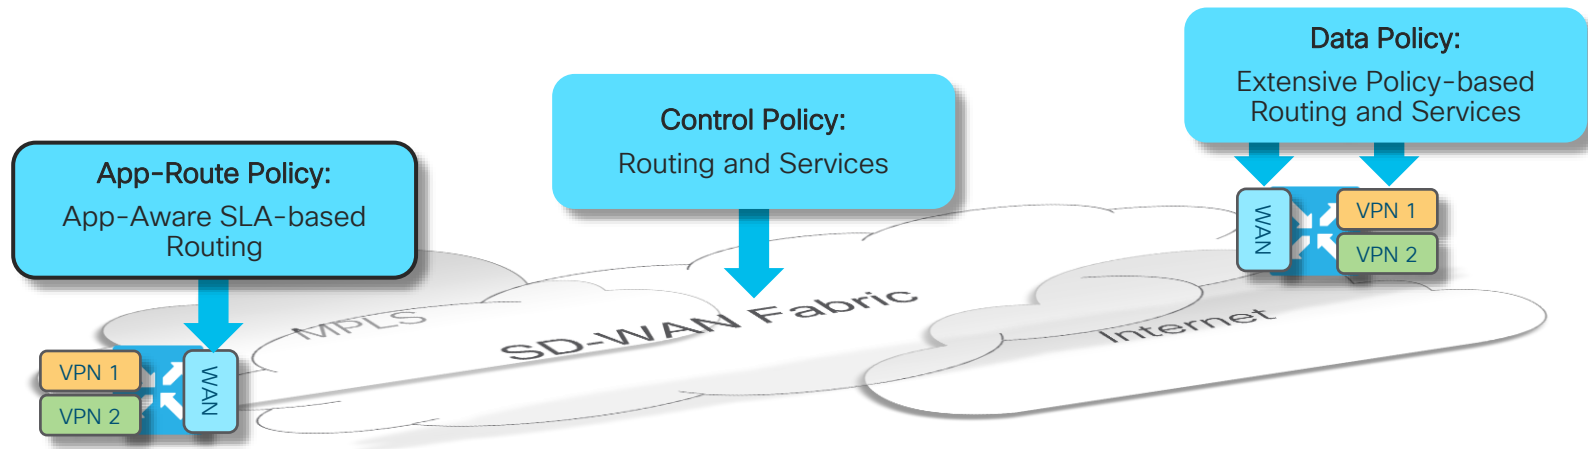 Data Policy:
Extensive Policy-based
Routing and Services
Control Policy:
Routing and Services
App-Route Policy:
App-Aware SLA-based
Routing
WAN
VPN 1
VPN 2
MPLS
SD-WAN Fabric
Internet
VPN 1
VPN 2
WAN